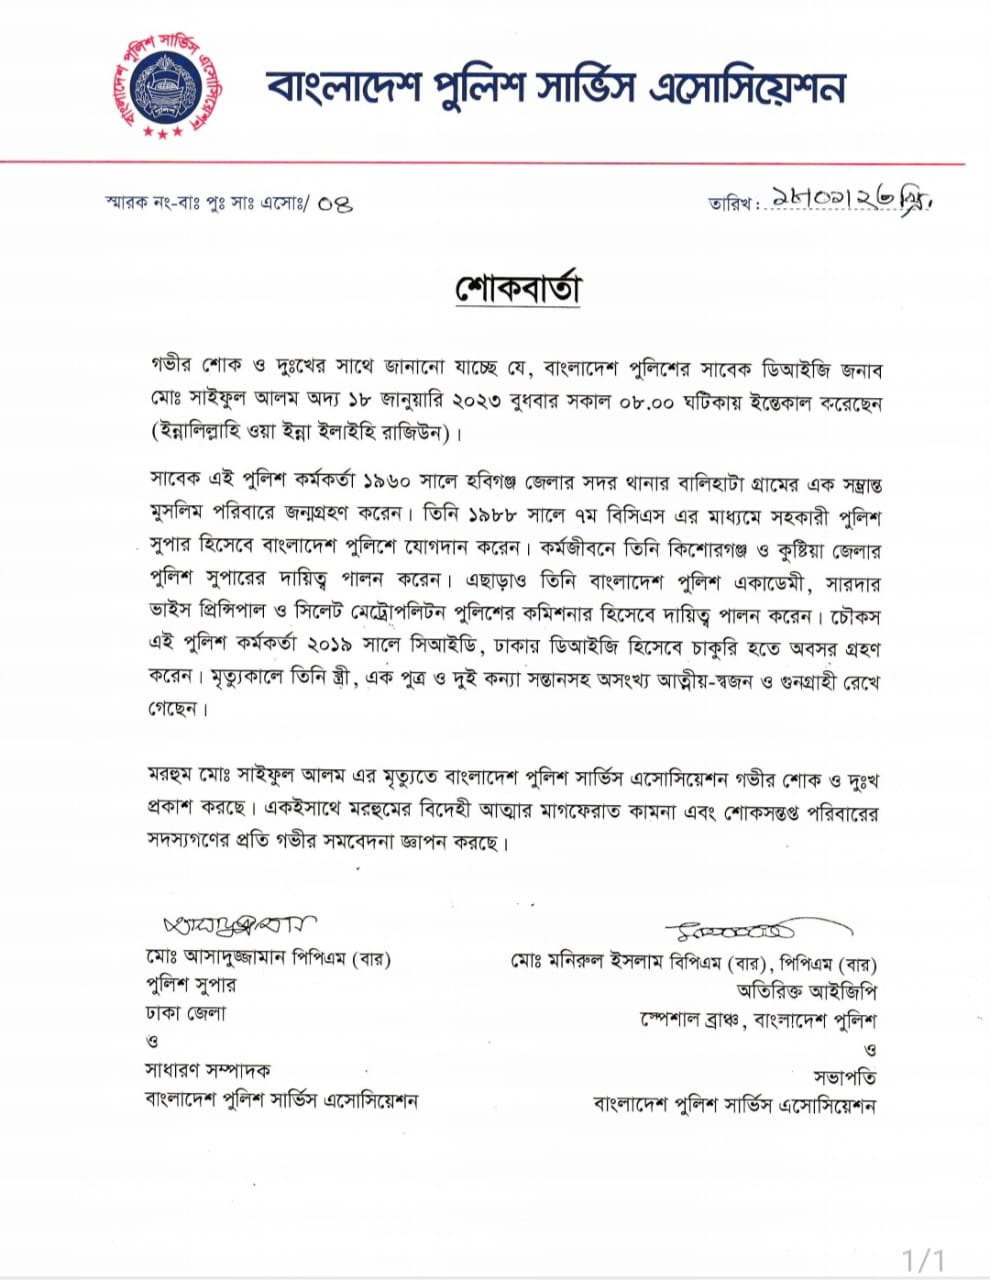 বাংলাদেশ পুলিশ সার্ভিস এসোসিয়েশন
পুলিশ
বাংলাদেশ পুলিশ সার্ভিস এসোসিয়েশন
স্মারক নং-বাঃ পুঃ সাঃ এসোঃ/ ০৪
তারিখ: ১৮/০১/২৩ খ্রি.
শোকবার্তা
গভীর শোক ও দুঃখের সাথে জানানো যাচ্ছে যে, বাংলাদেশ পুলিশের সাবেক ডিআইজি জনাব
মোঃ সাইফুল আলম অদ্য ১৮ জানুয়ারি ২০২৩ বুধবার সকাল ০৮.০০ ঘটিকায় ইন্তেকাল করেছেন
(ইন্নালিল্লাহি ওয়া ইন্না ইলাইহি রাজিউন)।
সাবেক এই পুলিশ কর্মকর্তা ১৯৬০ সালে হবিগঞ্জ জেলার সদর থানার বালিহাটা গ্রামের এক সম্ভ্রান্ত
মুসলিম পরিবারে জন্মগ্রহণ করেন। তিনি ১৯৮৮ সালে ৭ম বিসিএস এর মাধ্যমে সহকারী পুলিশ
সুপার হিসেবে বাংলাদেশ পুলিশে যোগদান করেন। কর্মজীবনে তিনি কিশোরগঞ্জ ও কুষ্টিয়া জেলার
পুলিশ সুপারের দায়িত্ব পালন করেন। এছাড়াও তিনি বাংলাদেশ পুলিশ একাডেমী, সারদার
ভাইস প্রিন্সিপাল ও সিলেট মেট্রোপলিটন পুলিশের কমিশনার হিসেবে দায়িত্ব পালন করেন। চৌকস
এই পুলিশ কর্মকর্তা ২০১৯ সালে সিআইডি, ঢাকার ডিআইজি হিসেবে চাকুরি হতে অবসর গ্রহণ
করেন। মৃত্যুকালে তিনি স্ত্রী, এক পুত্র ও দুই কন্যা সন্তানসহ অসংখ্য আত্নীয়-স্বজন ও গুনগ্রাহী রেখে
গেছেন।
মরহুম মোঃ সাইফুল আলম এর মৃত্যুতে বাংলাদেশ পুলিশ সার্ভিস এসোসিয়েশন গভীর শোক ও দুঃখ
প্রকাশ করছে। একইসাথে মরহুমের বিদেহী আত্মার মাগফেরাত কামনা এবং শোকসন্তপ্ত পরিবারের
সদস্যগণের প্রতি গভীর সমবেদনা জ্ঞাপন করছে।
মোঃ আসাদুজ্জামান পিপিএম (বার)
পুলিশ সুপার
ঢাকা জেলা
ও
সাধারণ সম্পাদক
বাংলাদেশ পুলিশ সার্ভিস এসোসিয়েশন
মোঃ মনিরুল ইসলাম বিপিএম (বার), পিপিএম (বার)
অতিরিক্ত আইজিপি
স্পেশাল ব্রাঞ্চ, বাংলাদেশ পুলিশ
ও
সভাপতি
বাংলাদেশ পুলিশ সার্ভিস এসোসিয়েশন
1/1